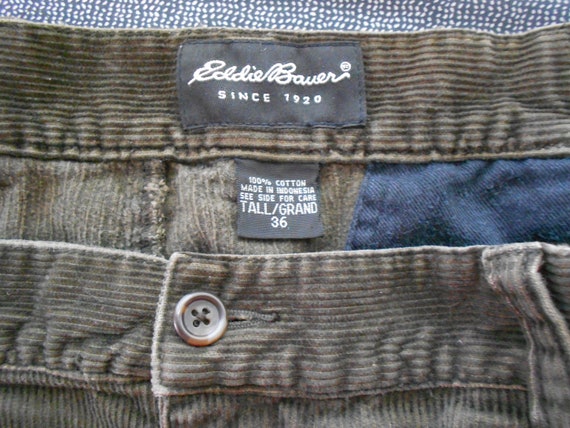 Eddie Bauer®
SINCE 1920
100% COTTON
MADE IN INDONESIA
SEE SIDE FOR CARE
TALL/GRAND
36